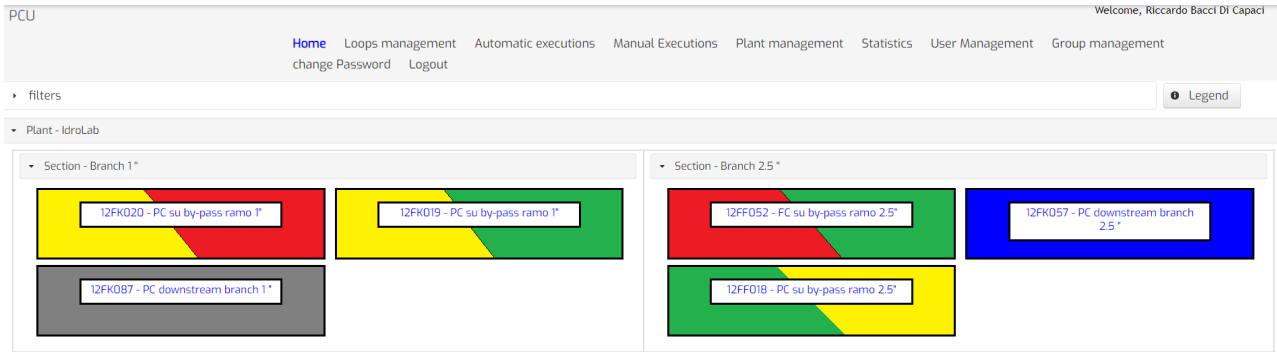 PCU
Welcome, Riccardo Bacci Di Capaci
Home Loops management Automatic executions Manual Executions Plant management Statistics User Management Group management
change Password Logout
filters
Legend
Plant - IdroLab
Section - Branch 1 "
12FK020 - PC su by-pass ramo 1"
12FK019 - PC su by-pass ramo 1"
12FK087 - PC downstream branch 1 "
Section - Branch 2.5 "
12FF052 - FC su by-pass ramo 2.5"
12FK057 - PC downstream branch
2.5 "
12FF018 - PC su by-pass ramo 2.5"